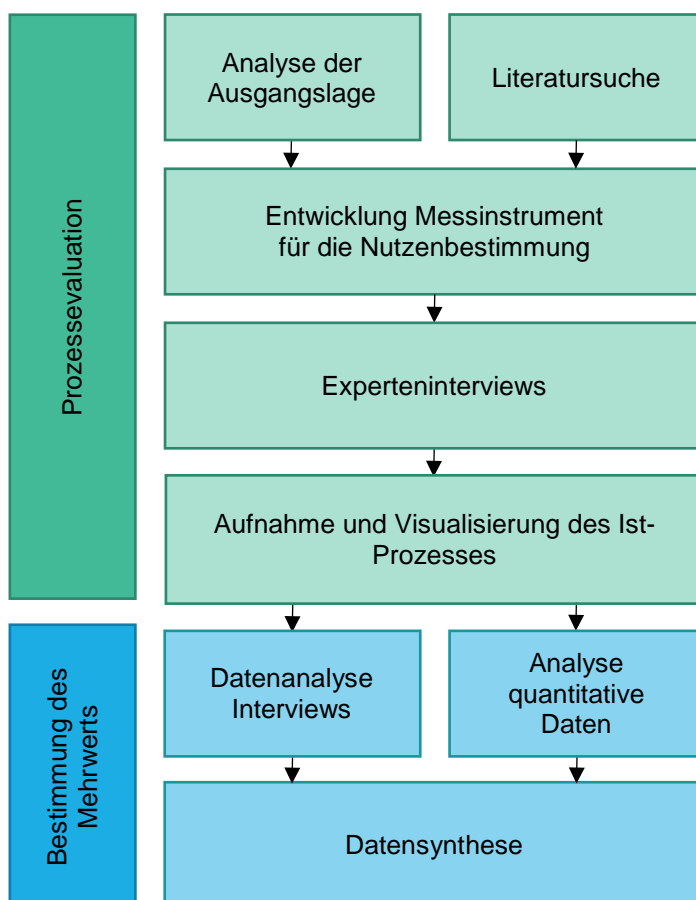 Prozessevaluation
Analyse der
Ausgangslage
Literatursuche
Entwicklung Messinstrument
für die Nutzenbestimmung
Experteninterviews
Aufnahme und Visualisierung des Ist-
Prozesses
Bestimmung des
Mehrwerts
Datenanalyse
Interviews
Analyse
quantitative
Daten
Datensynthese